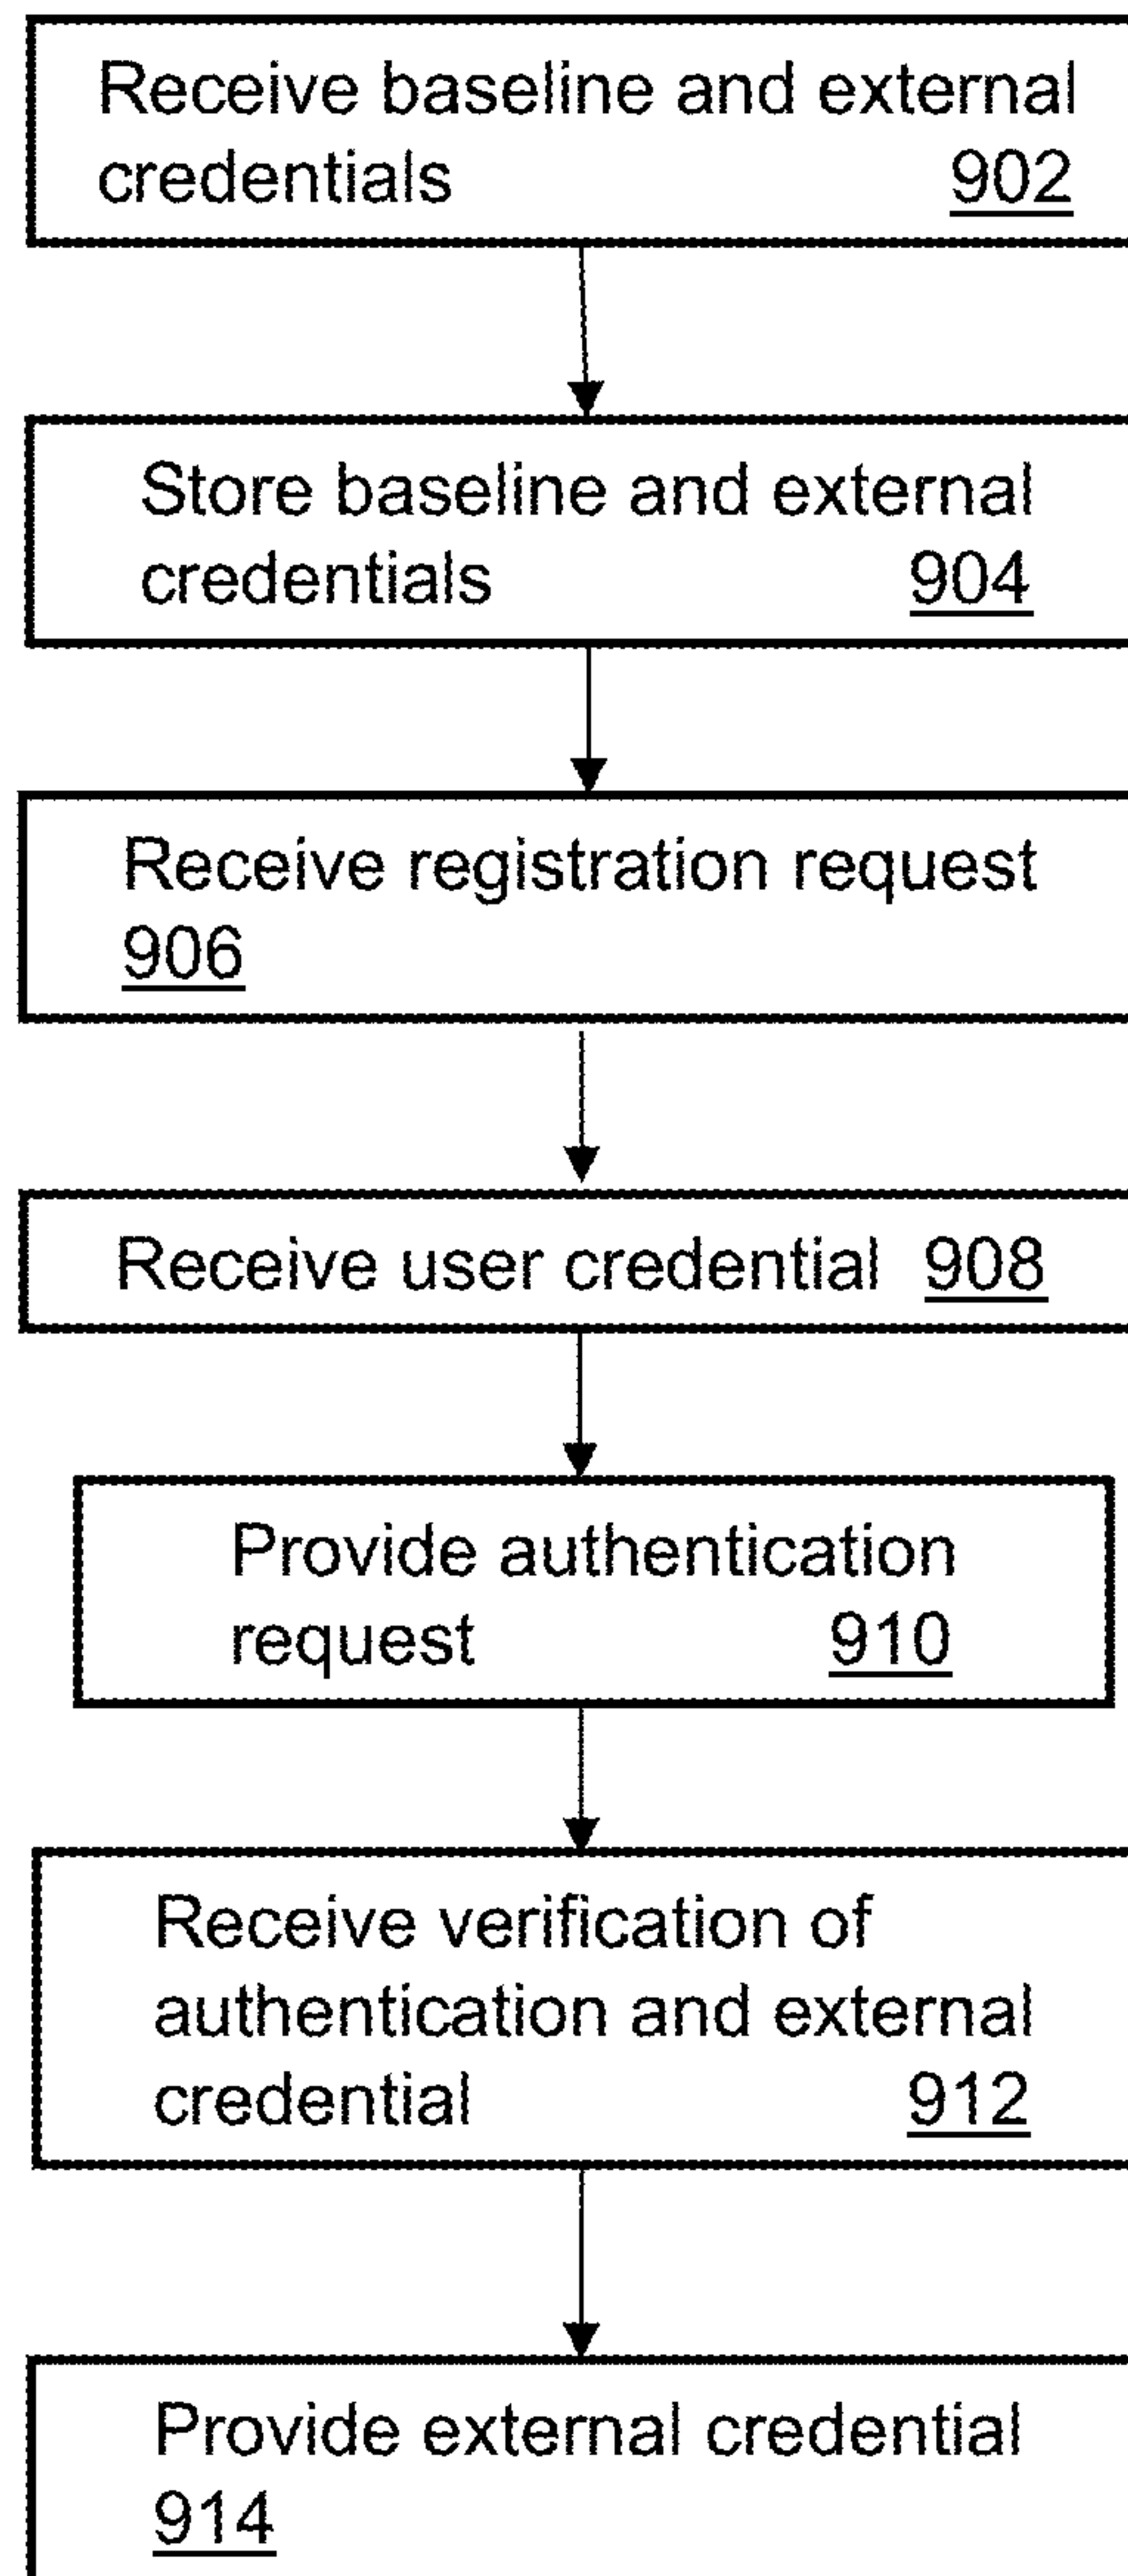 Receive baseline and external
credentials 902
Store baseline and external
credentials 904
Receive registration request
906
Receive user credential 908
Provide authentication
request 910
Receive verification of
authentication and external
credential 912
Provide external credential
914